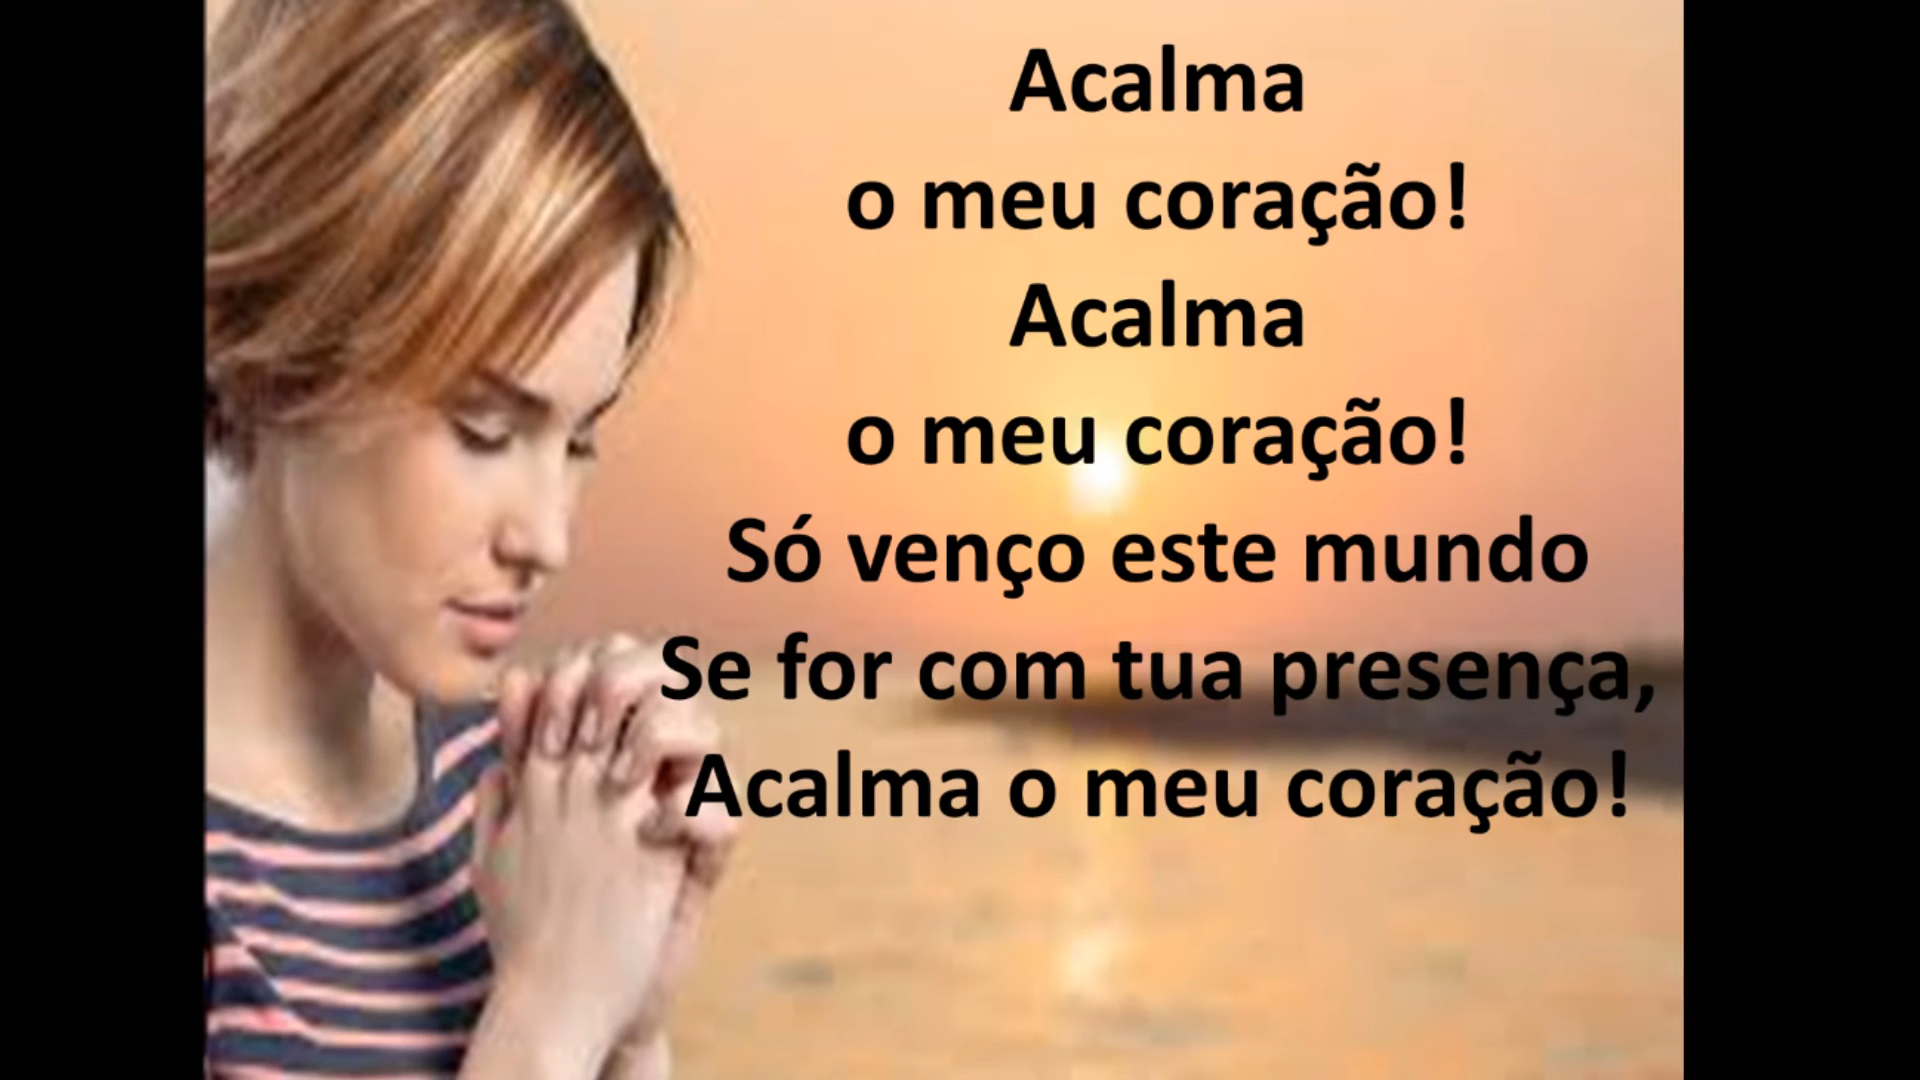 Acalma
o meu coração!
Acalma
o meu coração!
Só venço este mundo
Se for com tua presença,
Acalma o meu coração!